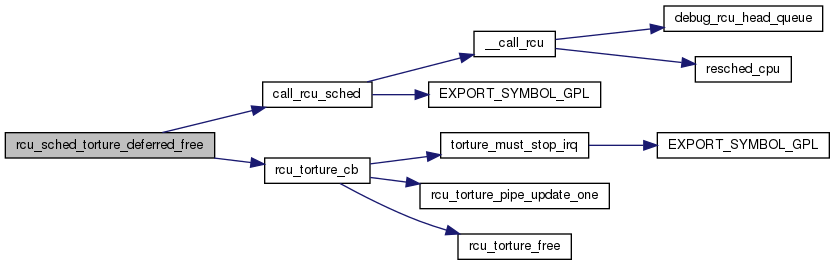 rcu_sched_torture_deferred_free
call_rcu_sched
__call_rcu
debug_rcu_head_queue
resched_cpu
EXPORT_SYMBOL_GPL
rcu_torture_cb
torture_must_stop_irq
EXPORT_SYMBOL_GPL
rcu_torture_pipe_update_one
rcu_torture_free